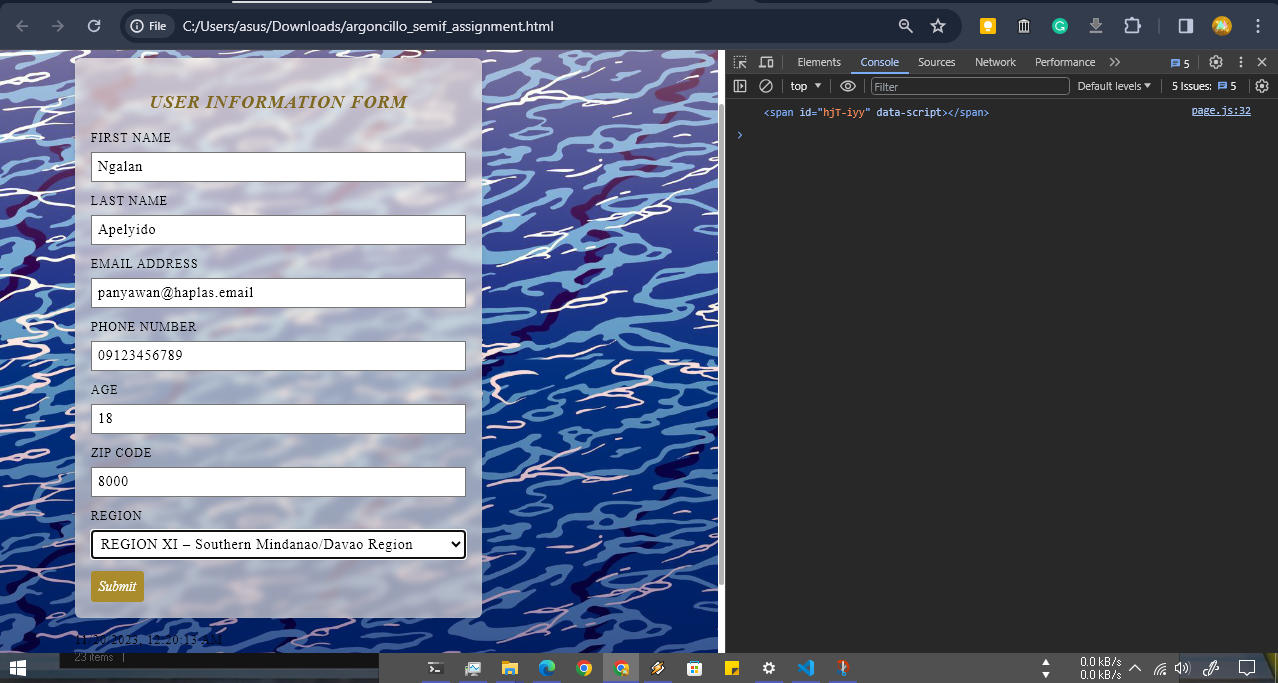 File C:/Users/asus/Downloads/argoncillo_semif_assignment.html
Elements Console Sources Network Performance 5
top Filter Default levels 5 Issues: 5
<span id="hjT-iyy" data-script></span> page.js:32
USER INFORMATION FORM
FIRST NAME
Ngalan
LAST NAME
Apelyido
EMAIL ADDRESS
panyawan@haplas.email
PHONE NUMBER
09123456789
AGE
18
ZIP CODE
8000
REGION
REGION XI – Southern Mindanao/Davao Region
Submit
11/20/2023, 12:20:13 AM
23 items
0.0 kB/s
0.0 kB/s